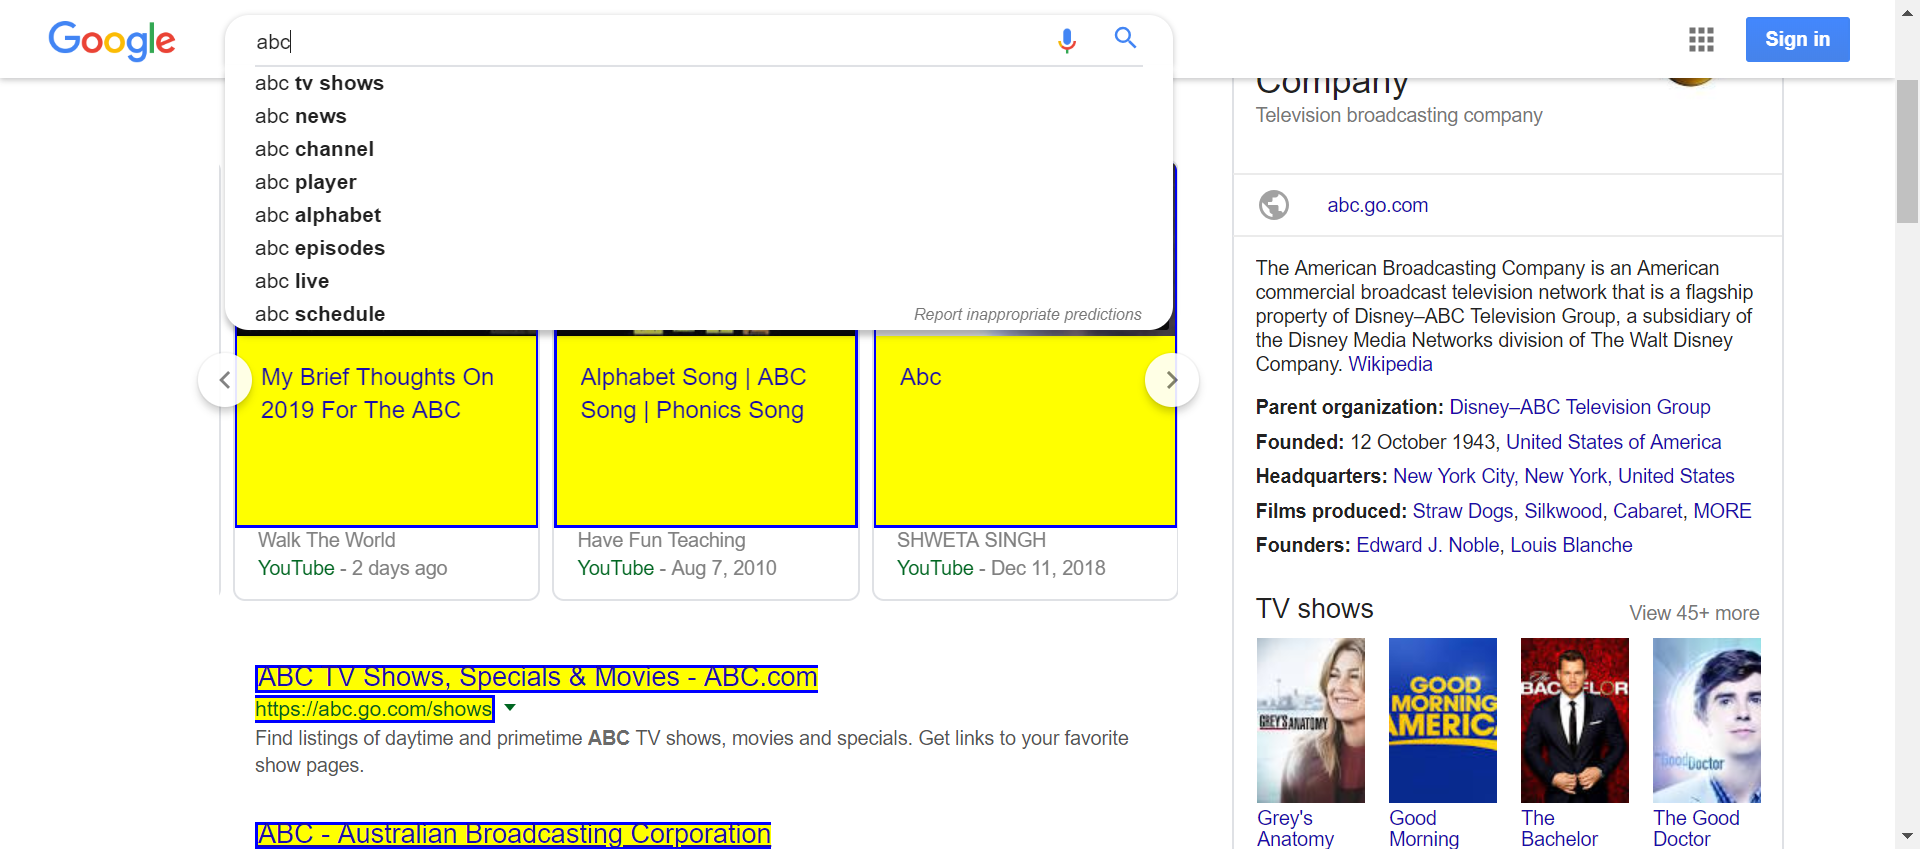 Google
abc
Sign in
abc tv shows
abc news
abc channel
abc player
abc alphabet
abc episodes
abc live
abc schedule
Report inappropriate predictions
My Brief Thoughts On
2019 For The ABC
Walk The World
YouTube - 2 days ago
Alphabet Song | ABC
Song | Phonics Song
Have Fun Teaching
YouTube - Aug 7, 2010
Abc
SHWETA SINGH
YouTube - Dec 11, 2018
ABC TV Shows, Specials & Movies - ABC.com
https://abc.go.com/shows
Find listings of daytime and primetime ABC TV shows, movies and specials. Get links to your favorite
show pages.
ABC - Australian Broadcasting Corporation
Company
Television broadcasting company
abc.go.com
The American Broadcasting Company is an American
commercial broadcast television network that is a flagship
property of Disney–ABC Television Group, a subsidiary of
the Disney Media Networks division of The Walt Disney
Company. Wikipedia
Parent organization: Disney–ABC Television Group
Founded: 12 October 1943, United States of America
Headquarters: New York City, New York, United States
Films produced: Straw Dogs, Silkwood, Cabaret, MORE
Founders: Edward J. Noble, Louis Blanche
TV shows
View 45+ more
GREY'S ANATOMY
GOOD
MORNING
AMERICA
The
BACHELOR
the Good Doctor
Grey's
Anatomy
Good
Morning
The
Bachelor
The Good
Doctor